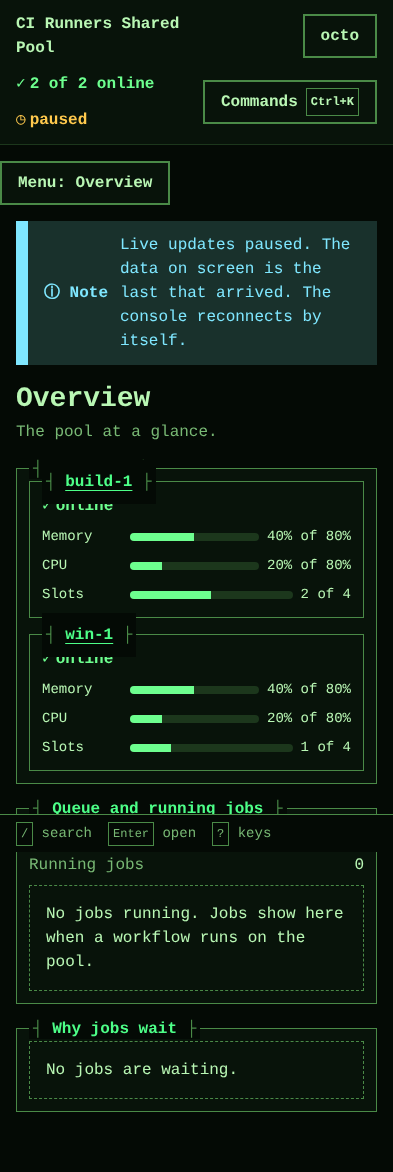 CI Runners Shared
Pool
octo
✓ 2 of 2 online
Commands Ctrl+K
◷ paused
Menu: Overview
ⓘ Note
Live updates paused. The
data on screen is the
last that arrived. The
console reconnects by
itself.
Overview
The pool at a glance.
build-1
✓ online
Memory 40% of 80%
CPU 20% of 80%
Slots 2 of 4
win-1
✓ online
Memory 40% of 80%
CPU 20% of 80%
Slots 1 of 4
Queue and running jobs
/ search Enter open ? keys
Running jobs 0
No jobs running. Jobs show here
when a workflow runs on the
pool.
Why jobs wait
No jobs are waiting.